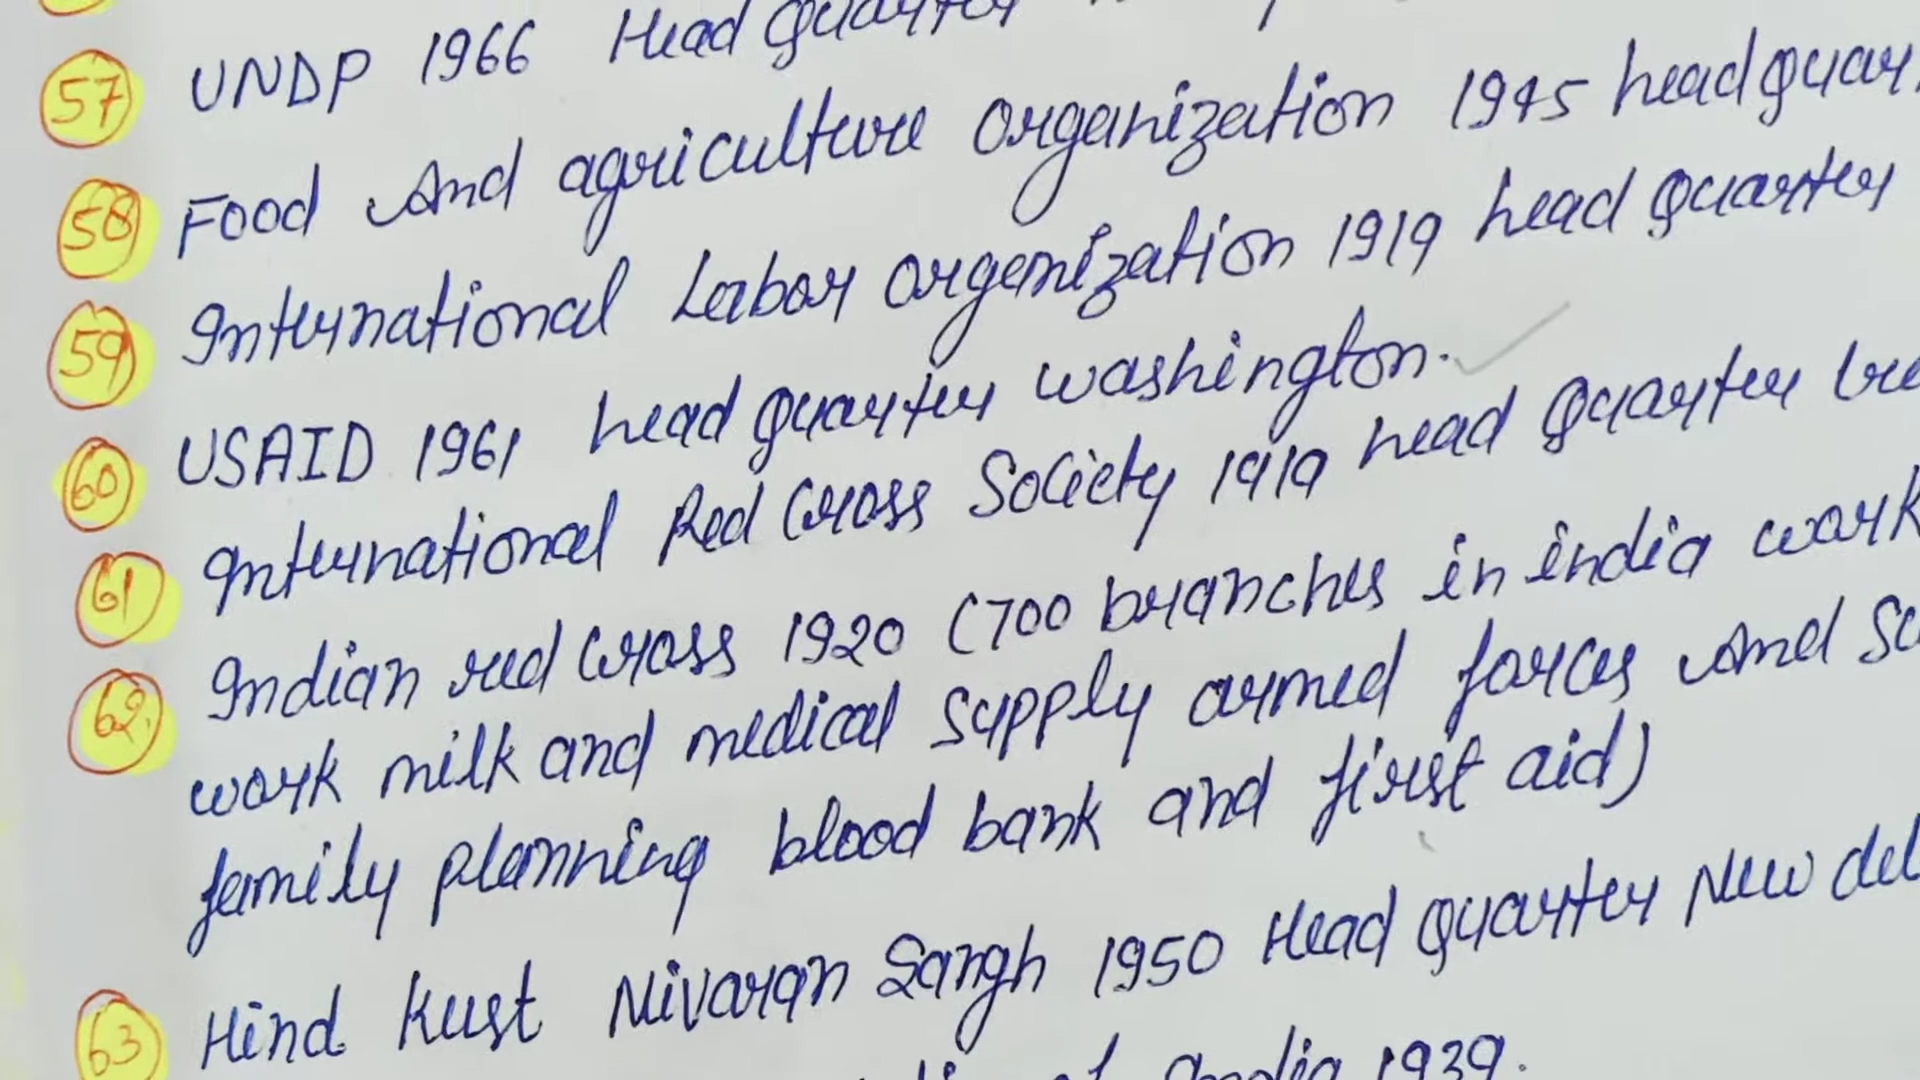 57 UNDP 1966 Head Quarter
58 Food And agriculture Organization 1945 headquar
59 International Labor Organization 1919 head Quarter
60 USAID 1961 head quarter washington.
61 International Red Cross Society 1919 head Quarter
62 Indian red cross 1920 (700 branches in india work
work milk and medical supply armed forces And
family planning blood bank and first aid)
63 Hind Kust Nivaran Sangh 1950 Head Quarter New del
India 1939.